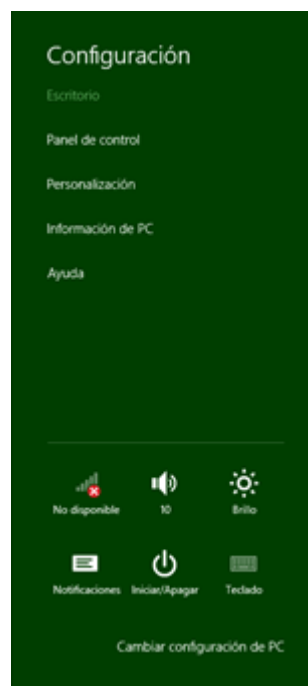 Configuración
Escritorio
Panel de control
Personalización
Información de PC
Ayuda
No disponible
10
Brillo
Notificaciones
Iniciar/Apagar
Teclado
Cambiar configuración de PC